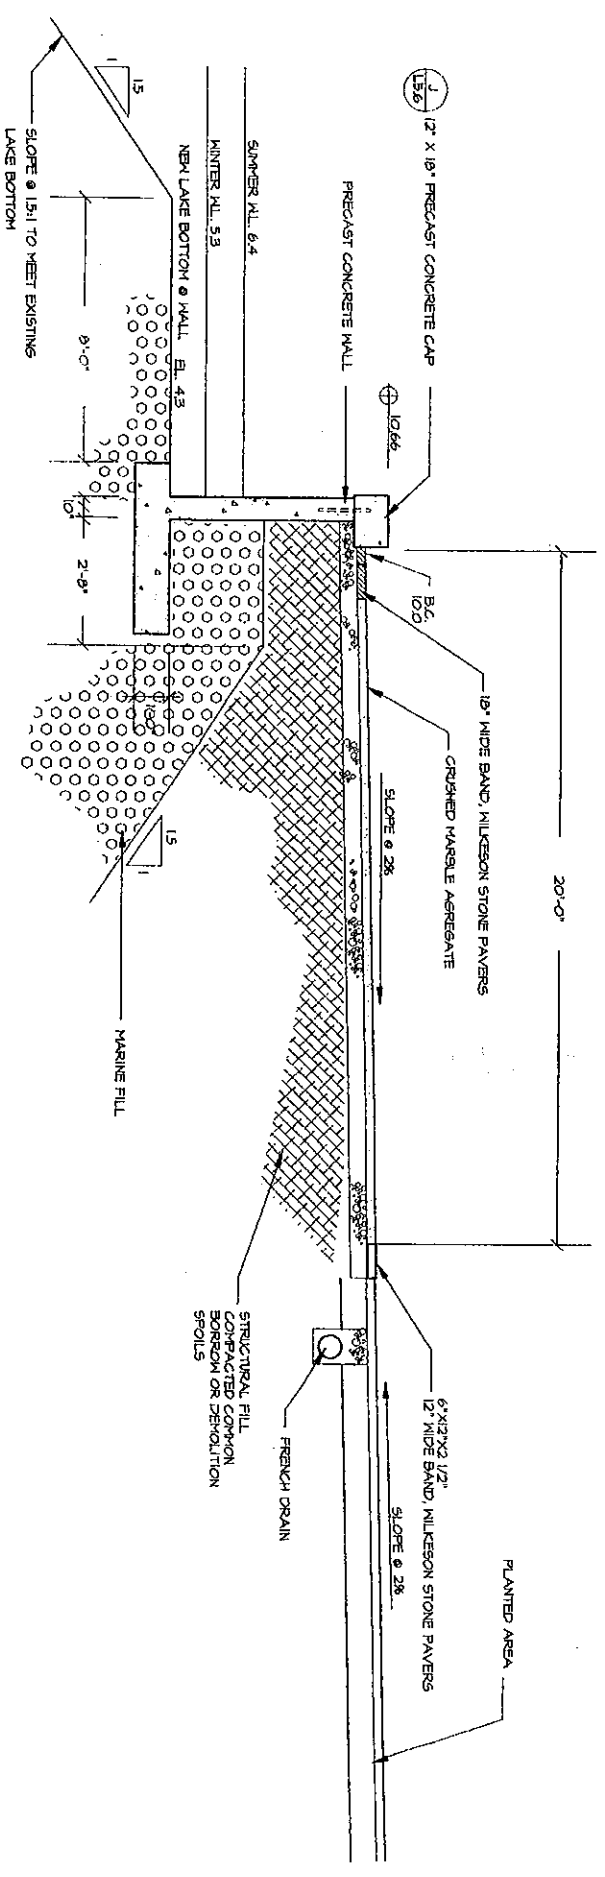 J
L5.6
12" X 18" PRECAST CONCRETE CAP
PRECAST CONCRETE WALL
10.66
SUMMER W.L. 6.4
WINTER W.L. 5.3
NEW LAKE BOTTOM @ WALL EL. 4.3
1.5
1
SLOPE @ 1.5:1 TO MEET EXISTING
LAKE BOTTOM
8'-0"
10"
2'-8"
B.C.
10.0
18" WIDE BAND, WILKESON STONE PAVERS
CRUSHED MARBLE AGREGATE
SLOPE @ 2%
20'-0"
1.5
1
MARINE FILL
STRUCTURAL FILL
COMPACTED COMMON
BORROW OR DEMOLITION
SPOILS
FRENCH DRAIN
6"X12"X2 1/2"
12" WIDE BAND, WILKESON STONE PAVERS
SLOPE @ 2%
PLANTED AREA